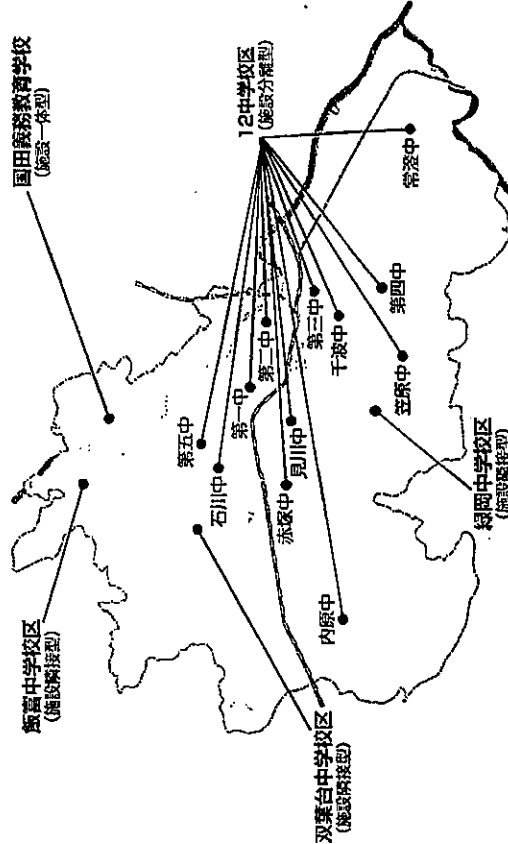 国田義務教育学校
(施設一体型)
飯富中学校区
(施設隣接型)
12中学校区
(施設分離型)
双葉台中学校区
(施設隣接型)
緑岡中学校区
(施設隣接型)
第五中
石川中
第一中
第二中
第三中
千波中
見川中
赤塚中
内原中
笠原中
第四中
常澄中